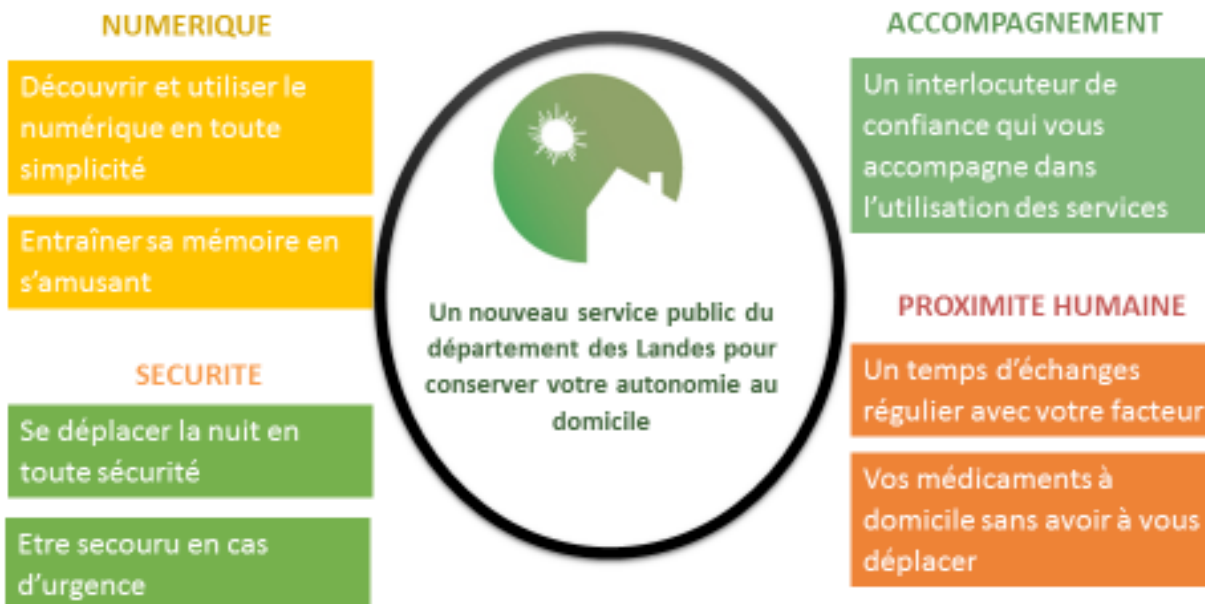 NUMERIQUE
Découvrir et utiliser le
numérique en toute
simplicité
Entraîner sa mémoire en
s'amusant
SECURITE
Se déplacer la nuit en
toute sécurité
Etre secouru en cas
d'urgence
Un nouveau service public du
département des Landes pour
conserver votre autonomie au
domicile
ACCOMPAGNEMENT
Un interlocuteur de
confiance qui vous
accompagne dans
l'utilisation des services
PROXIMITE HUMAINE
Un temps d'échanges
régulier avec votre facteur
Vos médicaments à
domicile sans avoir à vous
déplacer